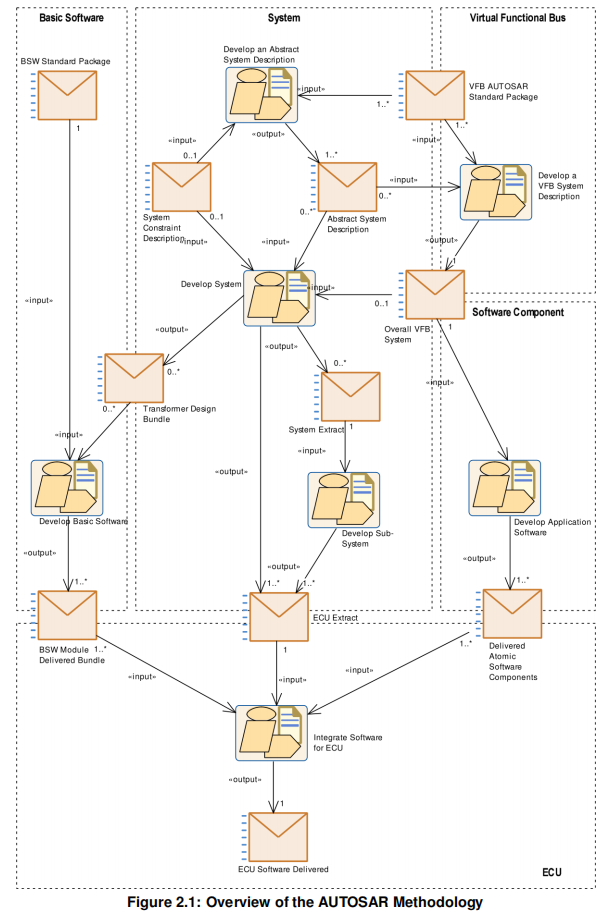 Basic Software
System
Virtual Functional Bus
BSW Standard Package
1
«input»
Develop an Abstract
System Description
«input»
1..*
VFB AUTOSAR
Standard Package
1..*
«input»
«input»
0..1
«output»
1..*
System
Constraint
Description
0..1
«input»
0..*
Abstract System
Description
0..*
«input»
«input»
Develop a
VFB System
Description
«output»
1
Develop System
«input»
0..1
Overall VFB
System
1
Software Component
«input»
«output»
0..*
Transformer Design
Bundle
0..*
«input»
«output»
0..*
System Extract
1
«input»
«output»
Develop Basic Software
«output»
1..*
Develop Sub-
System
«output»
1..*
1..*
Develop Application
Software
«output»
1..*
BSW Module
Delivered Bundle
1..*
«input»
ECU Extract
1
«input»
Delivered
Atomic
Software
Components
1..*
«input»
Integrate Software
for ECU
«output»
1
ECU Software Delivered
ECU
Figure 2.1: Overview of the AUTOSAR Methodology